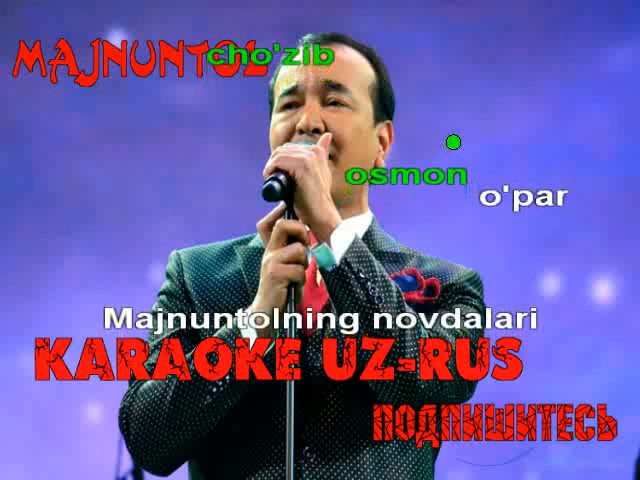 MAJNUNTOL
cho'zib
osmon
o'par
Majnuntolning novdalari
KARAOKE UZ-RUS
ПОДПИШИТЕСЬ